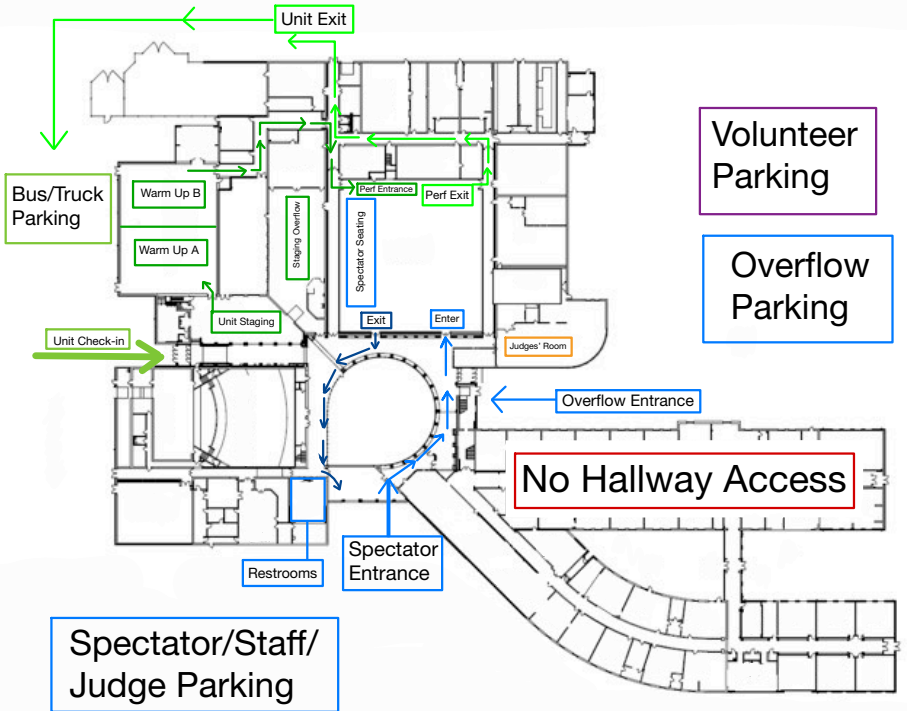 Unit Exit
Volunteer
Parking
Bus/Truck
Parking
Warm Up B
Perf Entrance
Perf Exit
Staging Overflow
Spectator Seating
Overflow
Parking
Warm Up A
Unit Staging
Exit
Enter
Unit Check-in
Judges' Room
Overflow Entrance
No Hallway Access
Restrooms
Spectator
Entrance
Spectator/Staff/
Judge Parking